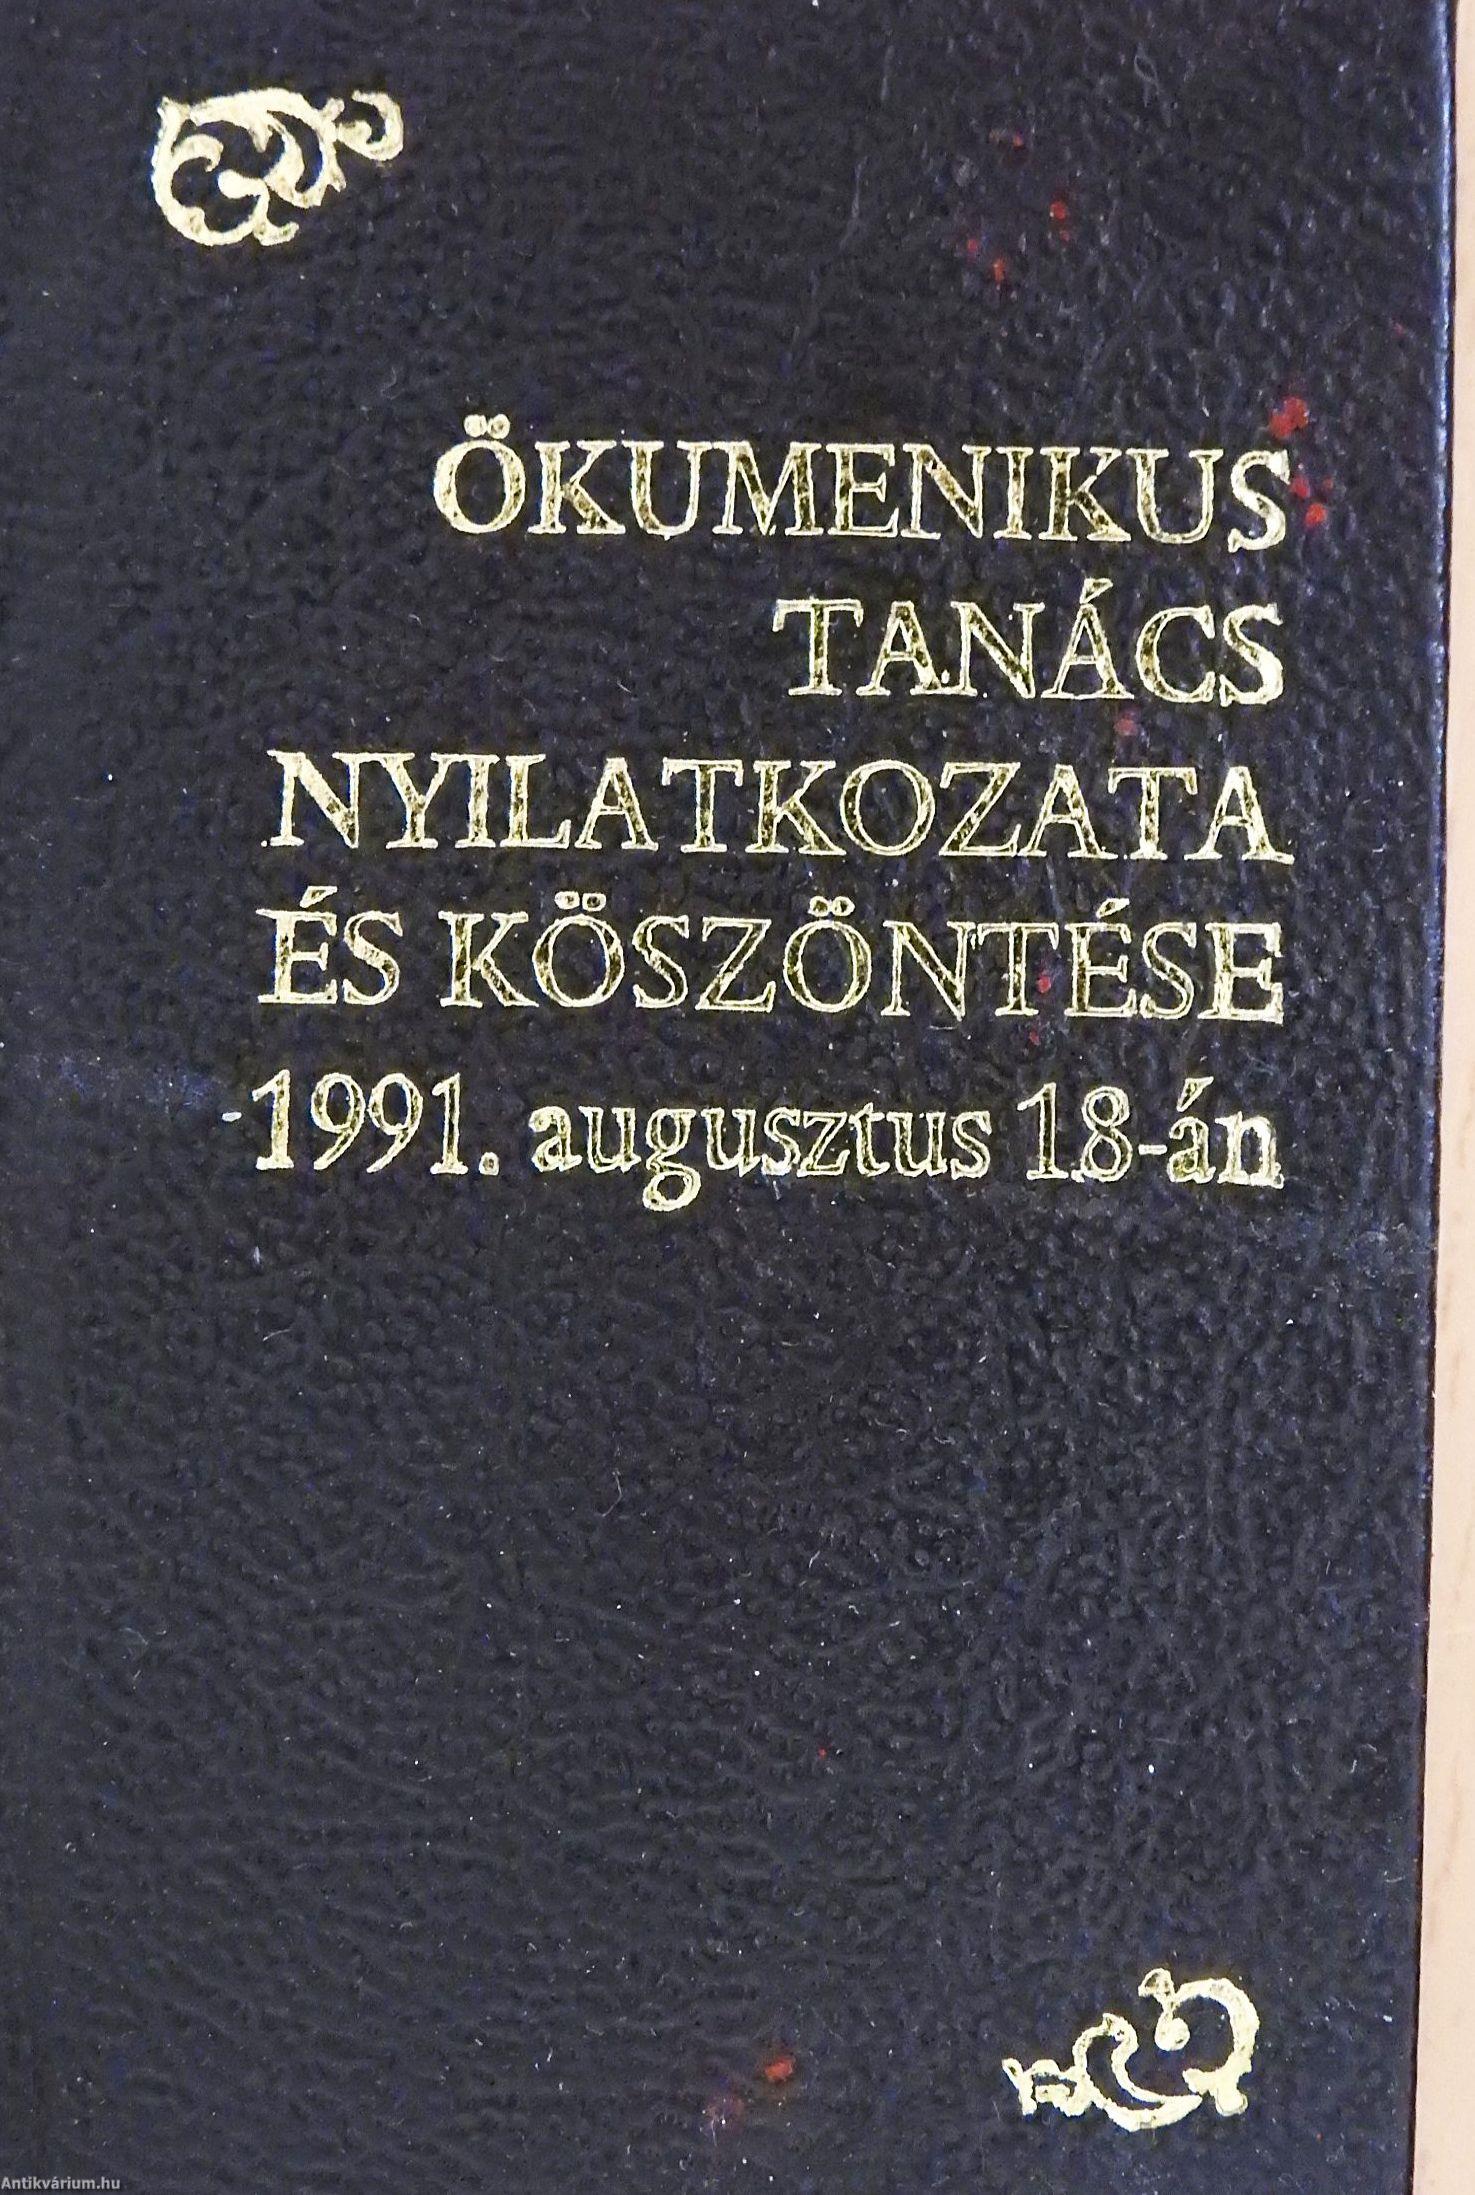 ÖKUMENIKUS
TANÁCS
NYILATKOZATA
ÉS KÖSZÖNTÉSE
1991. augusztus 18-án
Antikvárium.hu